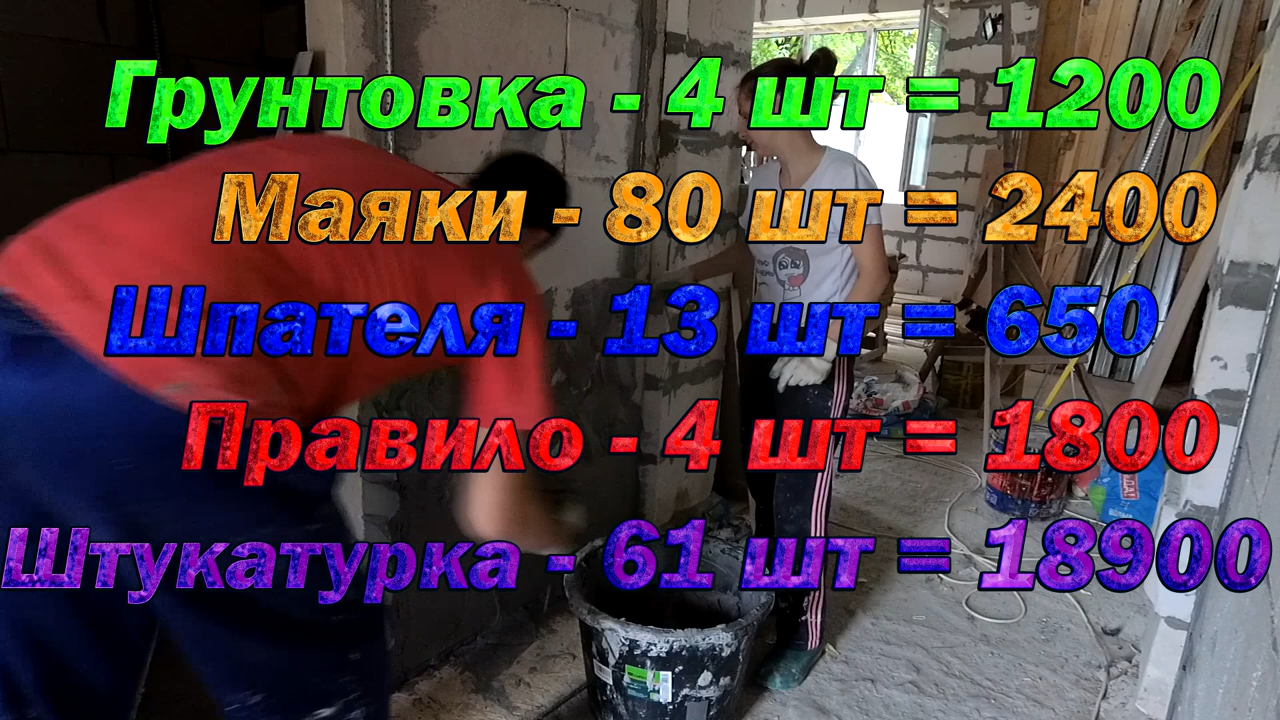 Грунтовка - 4 шт = 1200
Маяки - 80 шт = 2400
Шпателя - 13 шт = 650
Правило - 4 шт = 1800
Штукатурка - 61 шт = 18900